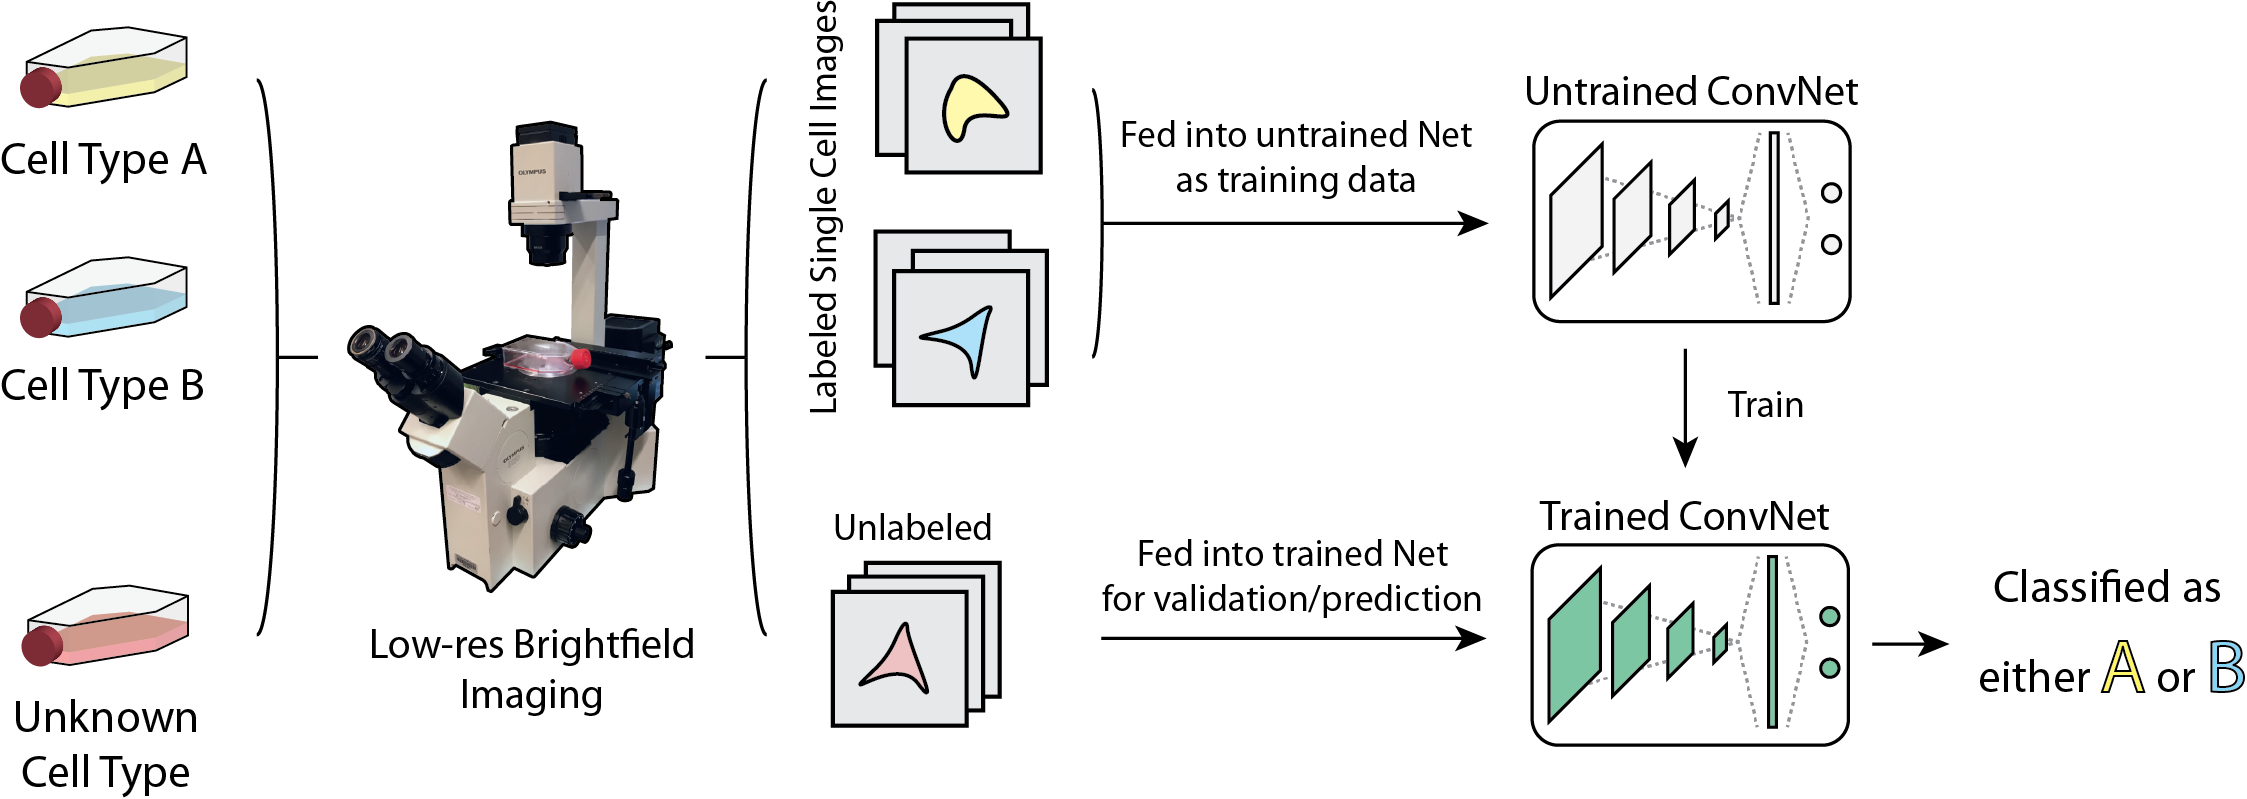 Cell Type A
Cell Type B
Unknown
Cell Type
OLYMPUS
OLYMPUS
Low-res Brightfield
Imaging
Labeled Single Cell Images
Unlabeled
Fed into untrained Net
as training data
Fed into trained Net
for validation/prediction
Untrained ConvNet
Train
Trained ConvNet
Classified as
either A or B